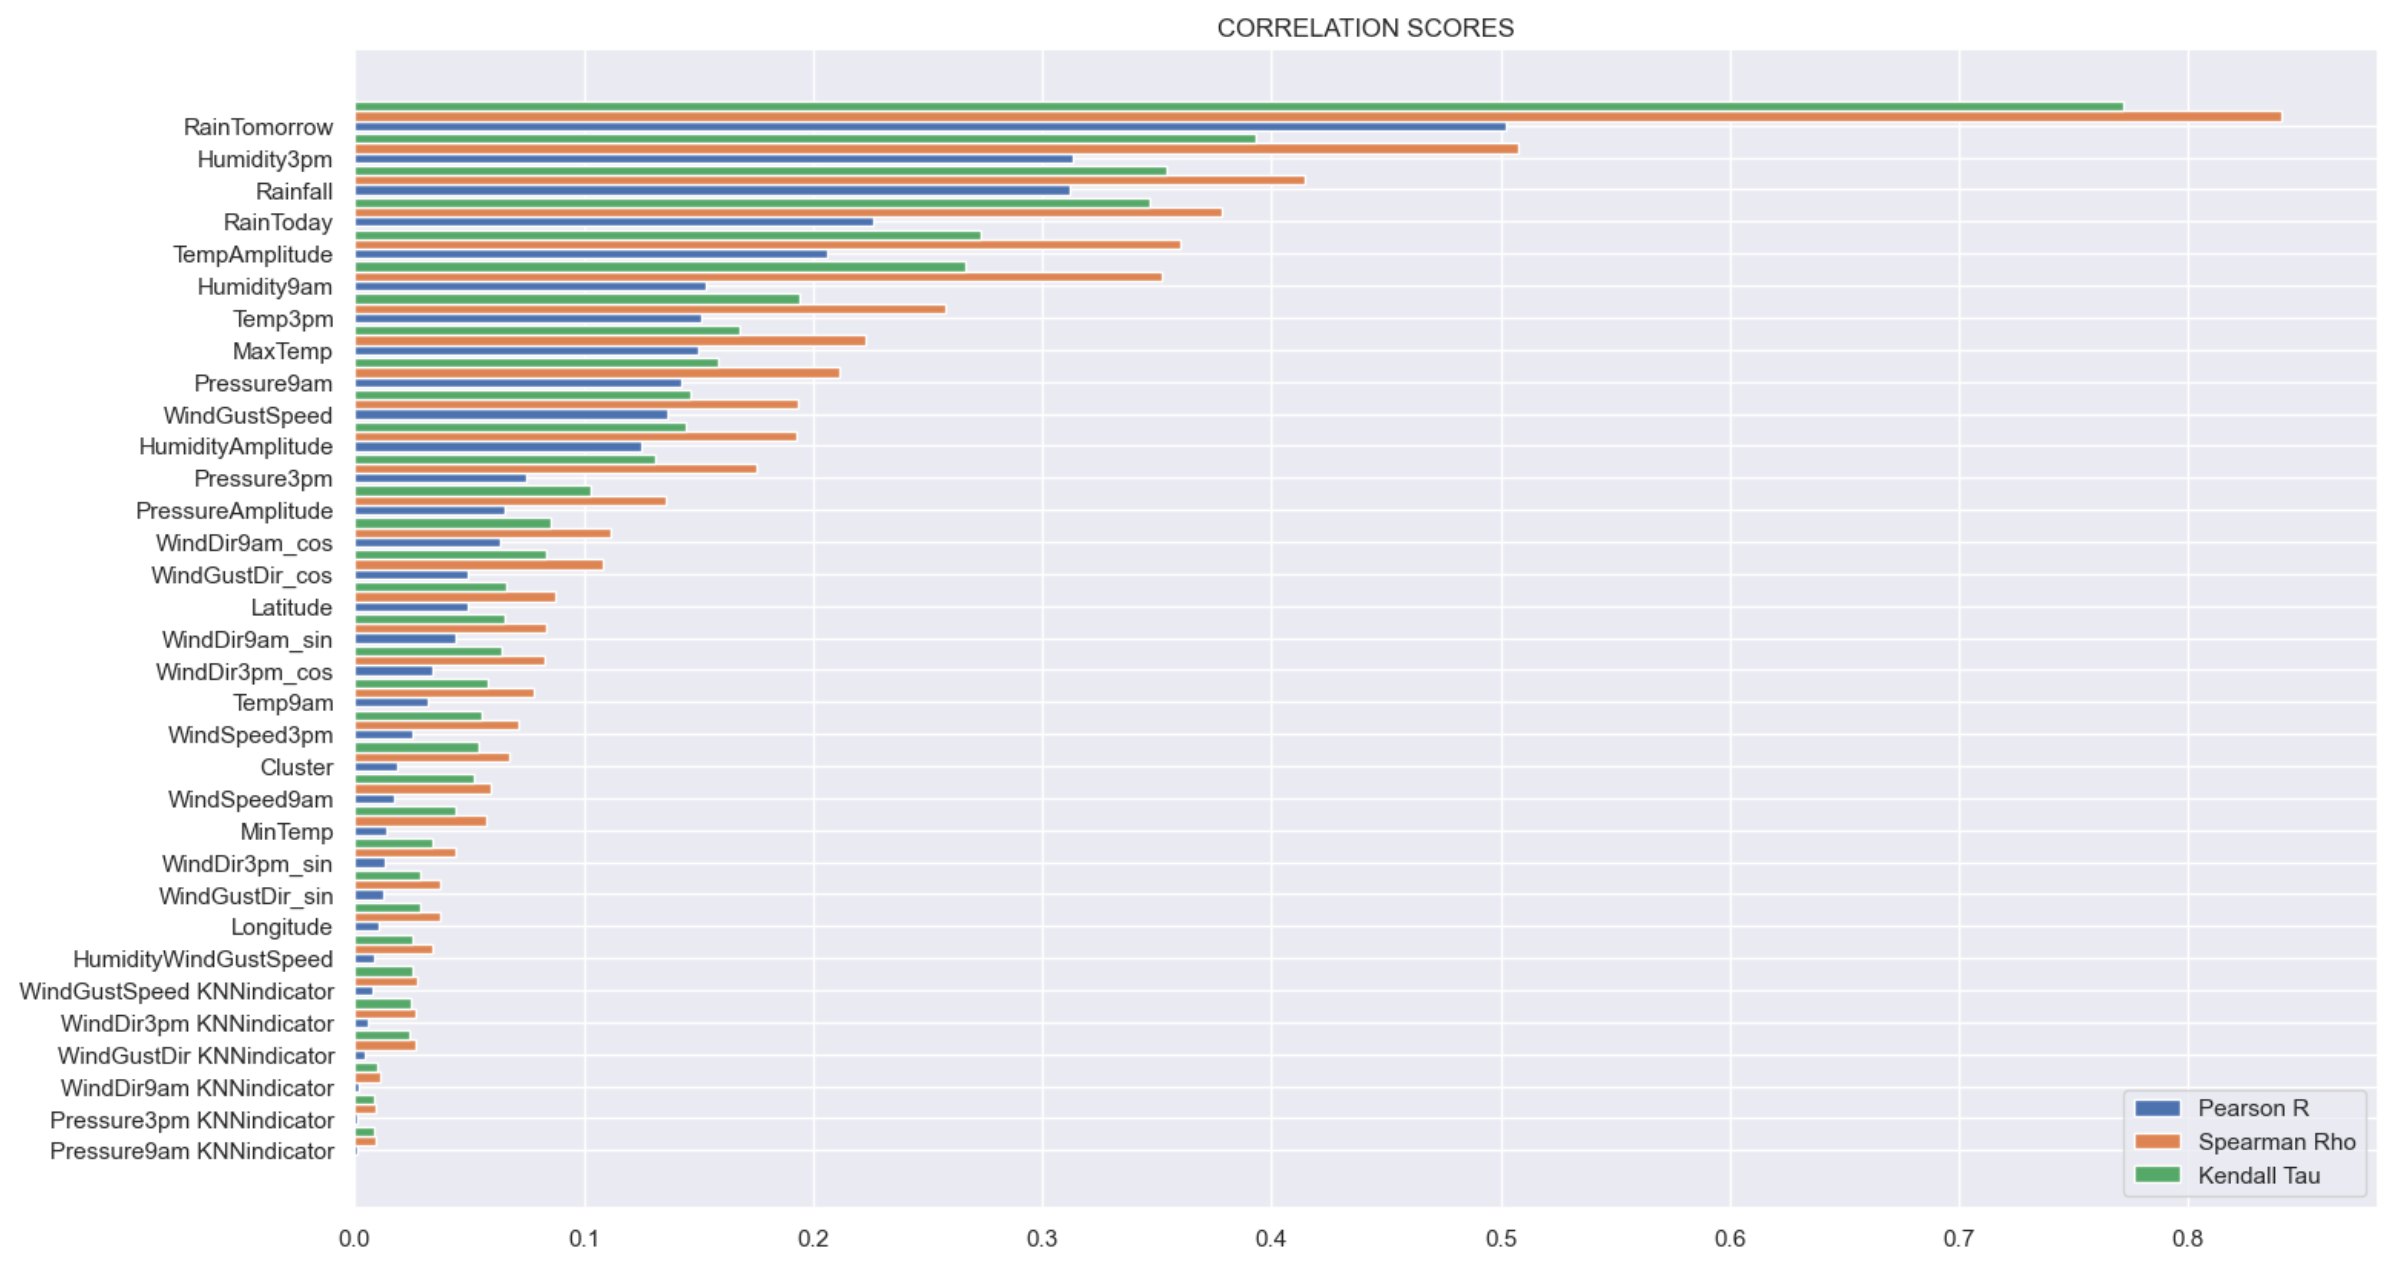 CORRELATION SCORES
RainTomorrow
Humidity3pm
Rainfall
RainToday
TempAmplitude
Humidity9am
Temp3pm
MaxTemp
Pressure9am
WindGustSpeed
HumidityAmplitude
Pressure3pm
PressureAmplitude
WindDir9am_cos
WindGustDir_cos
Latitude
WindDir9am_sin
WindDir3pm_cos
Temp9am
WindSpeed3pm
Cluster
WindSpeed9am
MinTemp
WindDir3pm_sin
WindGustDir_sin
Longitude
HumidityWindGustSpeed
WindGustSpeed KNNindicator
WindDir3pm KNNindicator
WindGustDir KNNindicator
WindDir9am KNNindicator
Pressure3pm KNNindicator
Pressure9am KNNindicator
Pearson R
Spearman Rho
Kendall Tau
0.0 0.1 0.2 0.3 0.4 0.5 0.6 0.7 0.8